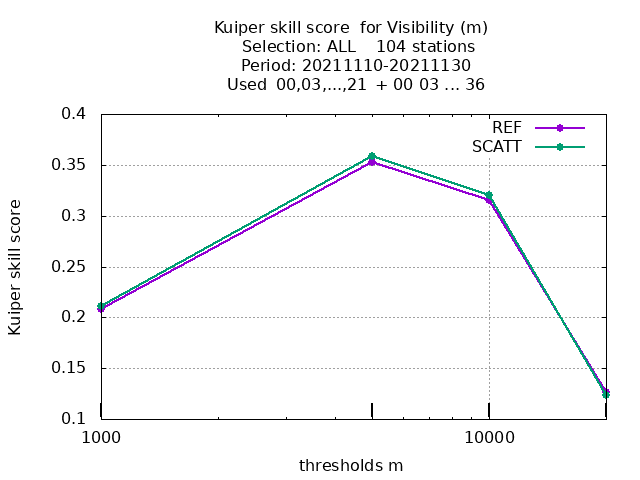 Kuiper skill score  for Visibility (m)
Selection: ALL    104 stations
Period: 20211110-20211130
Used  00,03,...,21  + 00 03 ... 36
REF
SCATT
0.4
0.35
0.3
0.25
0.2
0.15
0.1
Kuiper skill score
1000
10000
thresholds m